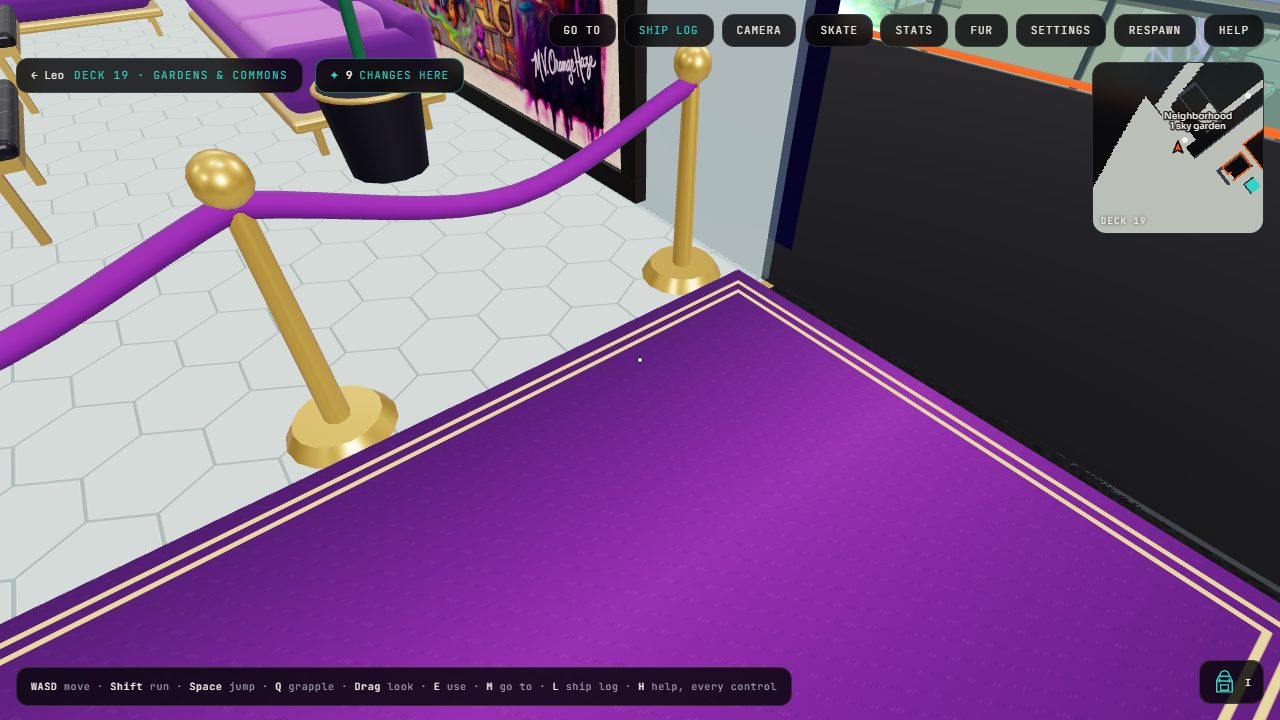 GO TO
SHIP LOG
CAMERA
SKATE
STATS
FUR
SETTINGS
RESPAWN
HELP
← Leo DECK 19 · GARDENS & COMMONS
✦ 9 CHANGES HERE
Neighborhood
1 sky garden
DECK 19
WASD move · Shift run · Space jump · Q grapple · Drag look · E use · M go to · L ship log · H help, every control
I